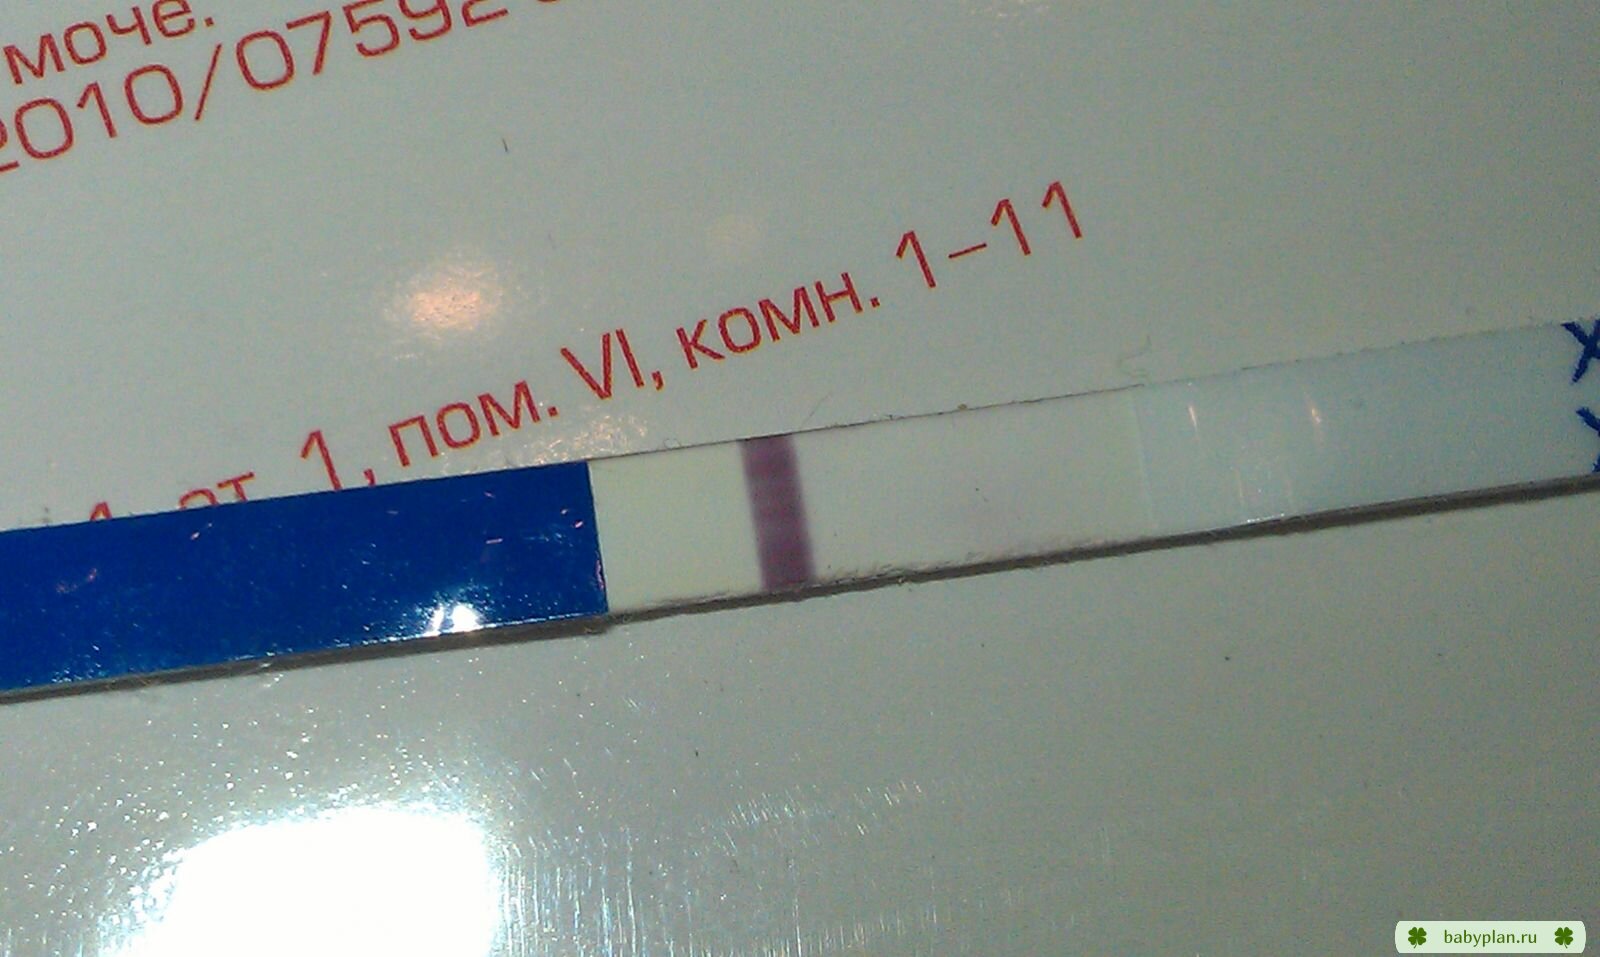 моче.
2010/07592
1, пом. VI, комн. 1-11
babyplan.ru